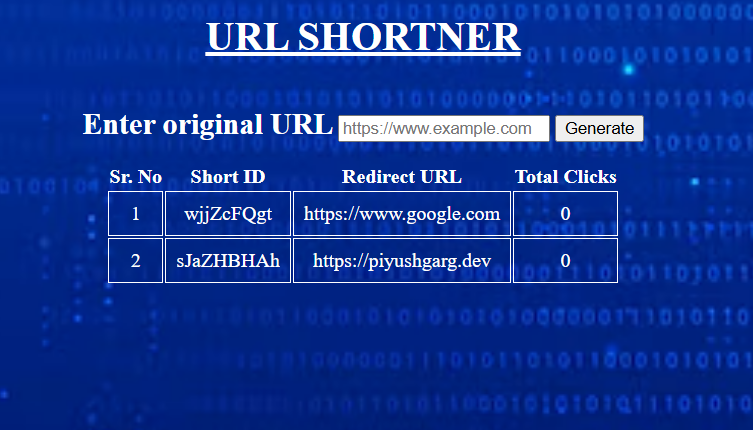 URL SHORTNER
Enter original URL https://www.example.com Generate
Sr. No Short ID Redirect URL Total Clicks
1 wjjZcFQgt https://www.google.com 0
2 sJaZHBHAh https://piyushgarg.dev 0